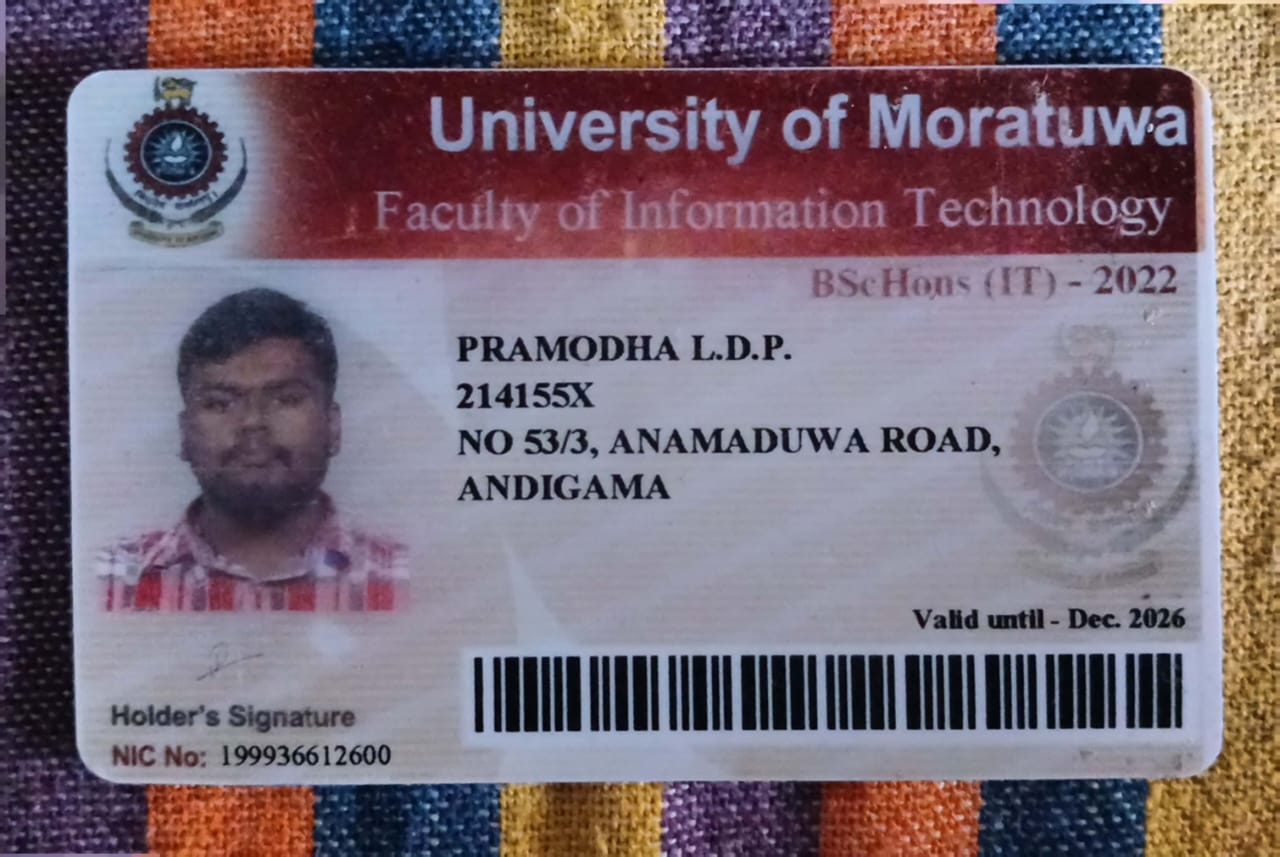 University of Moratuwa
Faculty of Information Technology
BScHons (IT) - 2022
PRAMODHA L.D.P.
214155X
NO 53/3, ANAMADUWA ROAD,
ANDIGAMA
Valid until - Dec. 2026
Holder's Signature
NIC No: 199936612600